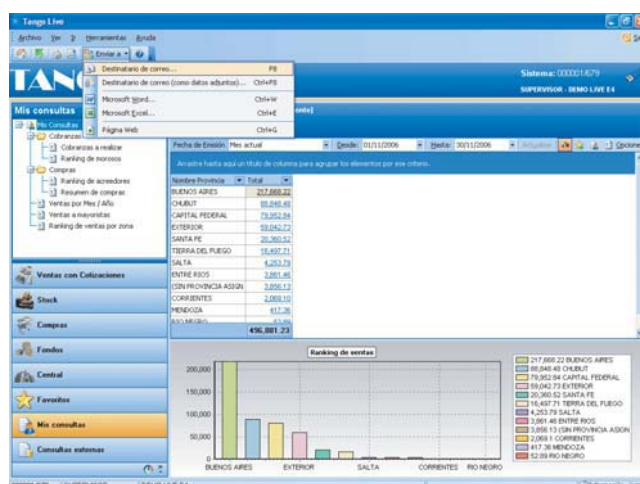 Tango Live
Archivo Ver ? Herramientas Ayuda
Enviar a
Destinatario de correo... F8
Destinatario de correo (como datos adjuntos)... Ctrl+F8
Microsoft Word... Ctrl+W
Microsoft Excel... Ctrl+E
Página Web Ctrl+G
TAN
Sistema: 000001/679
SUPERVISOR - DEMO LIVE E4
Mis consultas
Mis Consultas
Cobranzas
Cobranzas a realizar
Ranking de morosos
Compras
Ranking de acreedores
Resumen de compras
Ventas por Mes / Año
Ventas a mayoristas
Ranking de ventas por zona
Fecha de Emisión Mes actual Desde: 01/11/2006 Hasta: 30/11/2006 Actualizar Opcione
Arrastre hasta aquí un título de columna para agrupar los elementos por ese criterio.
Nombre Provincia Total
BUENOS AIRES 217,668.22
CHUBUT 88,848.48
CAPITAL FEDERAL 79,952.84
EXTERIOR 59,042.73
SANTA FE 20,360.52
TIERRA DEL FUEGO 16,497.71
SALTA 4,253.79
ENTRE RIOS 3,861.46
(SIN PROVINCIA ASIGN 3,856.13
CORRIENTES 2,069.10
MENDOZA 417.36
RIO NEGRO 52.89
496,881.23
Ventas con Cotizaciones
Stock
Compras
Fondos
Central
Favoritos
Mis consultas
Consultas externas
Ranking de ventas
200,000
150,000
100,000
50,000
BUENOS AIRES EXTERIOR SALTA CORRIENTES RIO NEGRO
217,668.22 BUENOS AIRES
88,848.48 CHUBUT
79,952.84 CAPITAL FEDERAL
59,042.73 EXTERIOR
20,360.52 SANTA FE
16,497.71 TIERRA DEL FUEGO
4,253.79 SALTA
3,861.46 ENTRE RIOS
3,856.13 (SIN PROVINCIA ASIGN
2,069.1 CORRIENTES
417.36 MENDOZA
52.89 RIO NEGRO